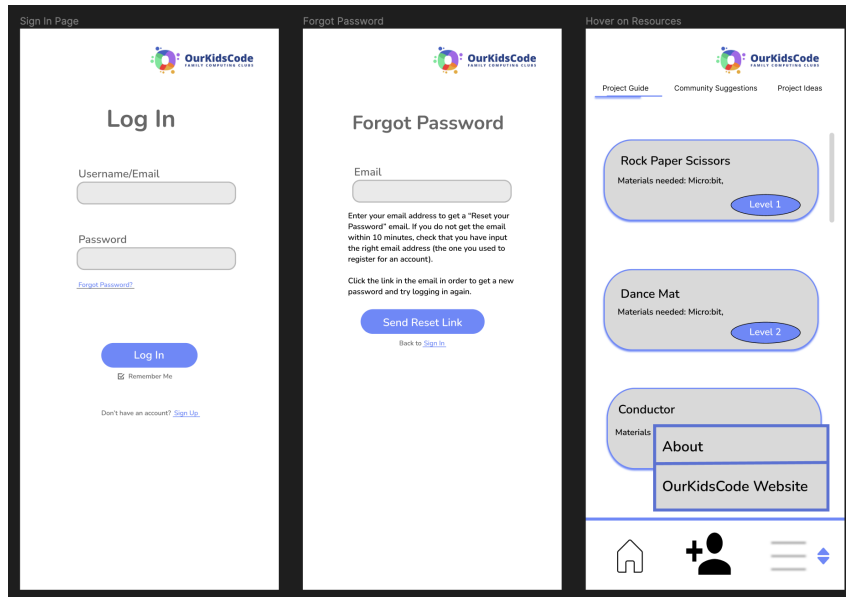 Sign In Page
OurKidsCode
FAMILY COMPUTING CLUBS
Log In
Username/Email
Password
Forgot Password?
Log In
Remember Me
Don't have an account? Sign Up
Forgot Password
OurKidsCode
FAMILY COMPUTING CLUBS
Forgot Password
Email
Enter your email address to get a “Reset your
Password” email. If you do not get the email
within 10 minutes, check that you have input
the right email address (the one you used to
register for an account).
Click the link in the email in order to get a new
password and try logging in again.
Send Reset Link
Back to Sign In
Hover on Resources
OurKidsCode
FAMILY COMPUTING CLUBS
Project Guide Community Suggestions Project Ideas
Rock Paper Scissors
Materials needed: Micro:bit,
Level 1
Dance Mat
Materials needed: Micro:bit,
Level 2
Conductor
Materials
About
OurKidsCode Website